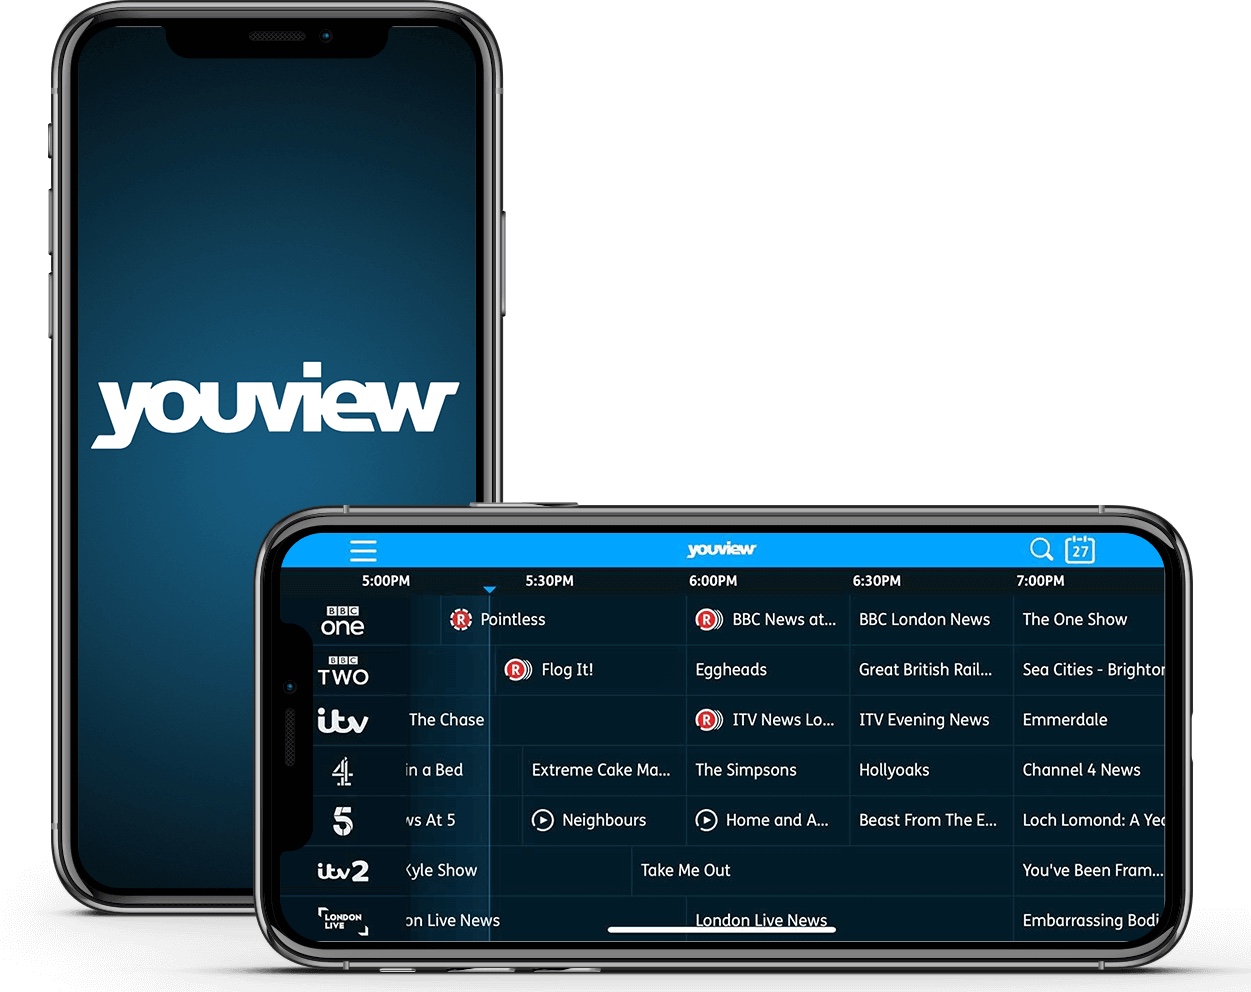 youview
youview
27
5:00PM 5:30PM 6:00PM 6:30PM 7:00PM
BBC one R Pointless R BBC News at... BBC London News The One Show
BBC TWO R Flog It! Eggheads Great British Rail... Sea Cities - Brighton
itv The Chase R ITV News Lo... ITV Evening News Emmerdale
4 in a Bed Extreme Cake Ma... The Simpsons Hollyoaks Channel 4 News
5 ws At 5 Neighbours Home and A... Beast From The E... Loch Lomond: A Yea
itv2 Kyle Show Take Me Out You've Been Fram...
LONDON LIVE on Live News London Live News Embarrassing Bodi